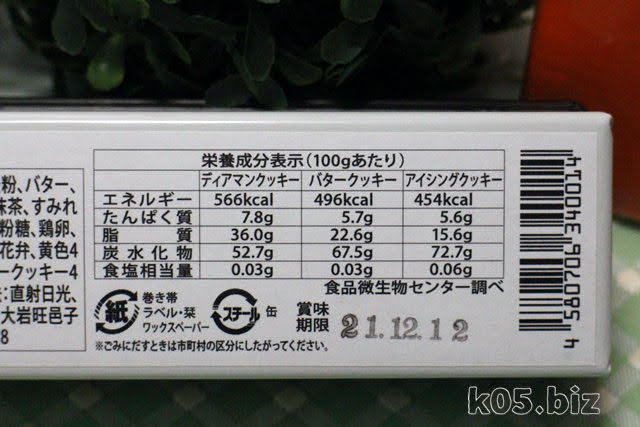 粉、バター、
抹茶、すみれ
粉糖、鶏卵、
花弁、黄色4
ークッキー4
：直射日光、
大岩旺邑子
8
栄養成分表示（100gあたり）
ディアマンクッキー バタークッキー アイシングクッキー
エネルギー 566kcal 496kcal 454kcal
たんぱく質 7.8g 5.7g 5.6g
脂質 36.0g 22.6g 15.6g
炭水化物 52.7g 67.5g 72.7g
食塩相当量 0.03g 0.03g 0.06g
食品微生物センター調べ
紙 巻き帯
ラベル・栞
ワックスペーパー
スチール 缶
賞味
期限 21.12.12
※ごみにだすときは市町村の区分にしたがってください。
4 580706 340014
k05.biz